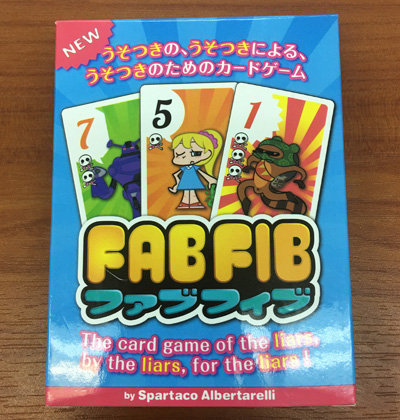 NEW
うそつきの、うそつきによる、
うそつきのためのカードゲーム
7
5
1
FAB FIB
ファブフィブ
The card game of the liars,
by the liars, for the liars!
by Spartaco Albertarelli